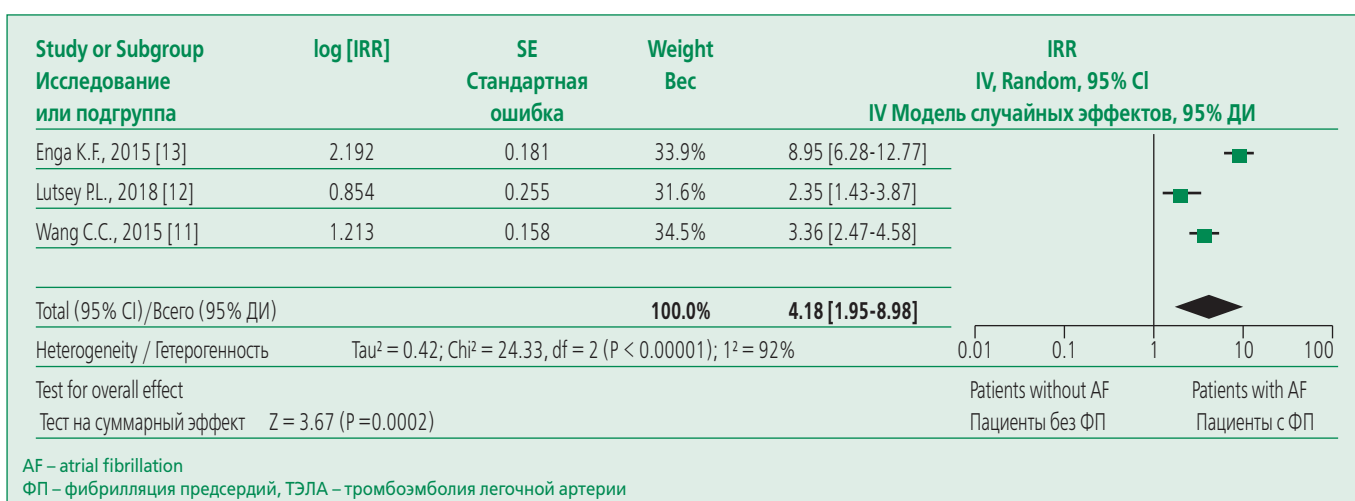 Study or Subgroup log [IRR] SE Weight IRR
Исследование Стандартная Вес IV, Random, 95% CI
или подгруппа ошибка IV Модель случайных эффектов, 95% ДИ
Enga K.F., 2015 [13] 2.192 0.181 33.9% 8.95 [6.28-12.77]
Lutsey P.L., 2018 [12] 0.854 0.255 31.6% 2.35 [1.43-3.87]
Wang C.C., 2015 [11] 1.213 0.158 34.5% 3.36 [2.47-4.58]
Total (95% CI)/Всего (95% ДИ) 100.0% 4.18 [1.95-8.98]
Heterogeneity / Гетерогенность Tau² = 0.42; Chi² = 24.33, df = 2 (P < 0.00001); 1² = 92% 0.01 0.1 1 10 100
Test for overall effect Patients without AF Patients with AF
Тест на суммарный эффект Z = 3.67 (P =0.0002) Пациенты без ФП Пациенты с ФП
AF – atrial fibrillation
ФП – фибрилляция предсердий, ТЭЛА – тромбоэмболия легочной артерии